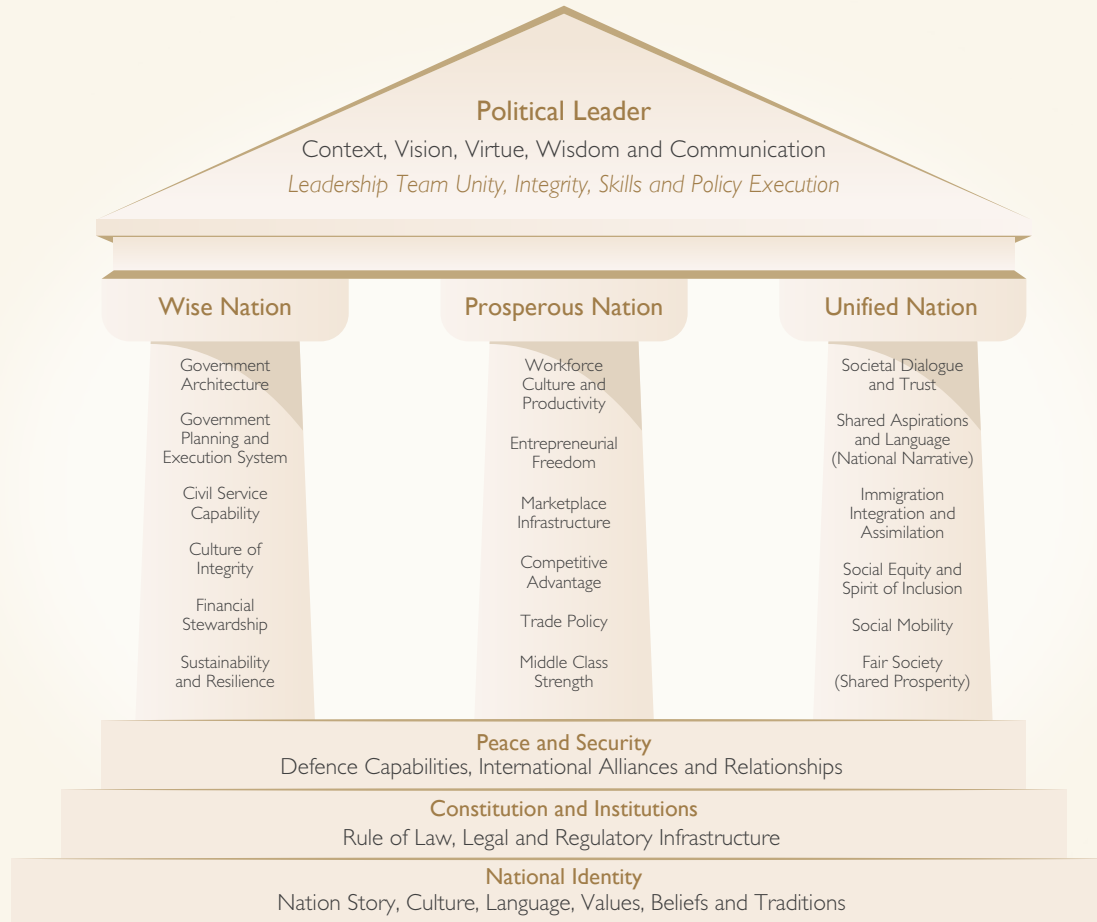 Political Leader
Context, Vision, Virtue, Wisdom and Communication
Leadership Team Unity, Integrity, Skills and Policy Execution
Wise Nation
Government
Architecture
Government
Planning and
Execution System
Civil Service
Capability
Culture of
Integrity
Financial
Stewardship
Sustainability
and Resilience
Prosperous Nation
Workforce
Culture and
Productivity
Entrepreneurial
Freedom
Marketplace
Infrastructure
Competitive
Advantage
Trade Policy
Middle Class
Strength
Unified Nation
Societal Dialogue
and Trust
Shared Aspirations
and Language
(National Narrative)
Immigration
Integration and
Assimilation
Social Equity and
Spirit of Inclusion
Social Mobility
Fair Society
(Shared Prosperity)
Peace and Security
Defence Capabilities, International Alliances and Relationships
Constitution and Institutions
Rule of Law, Legal and Regulatory Infrastructure
National Identity
Nation Story, Culture, Language, Values, Beliefs and Traditions